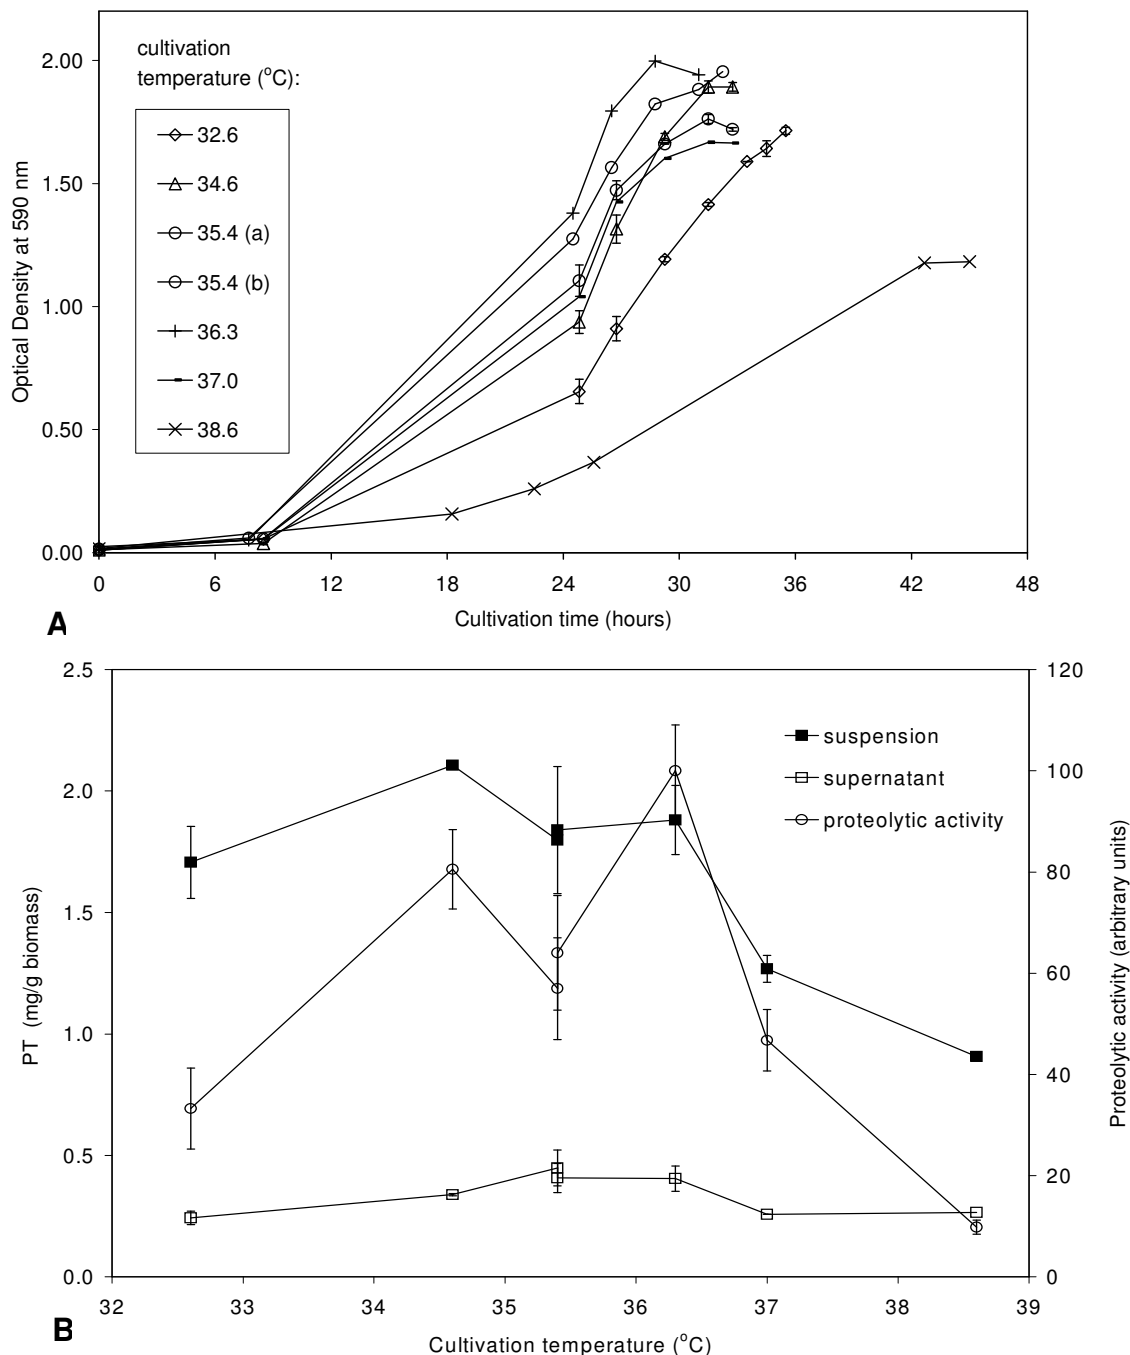 cultivation
temperature (°C):
32.6
34.6
35.4 (a)
35.4 (b)
36.3
37.0
38.6
Optical Density at 590 nm
2.00
1.50
1.00
0.50
0.00
0 6 12 18 24 30 36 42 48
Cultivation time (hours)
A
suspension
supernatant
proteolytic activity
PT (mg/g biomass)
2.5
2.0
1.5
1.0
0.5
0.0
120
100
80
60
40
20
0
Proteolytic activity (arbitrary units)
32 33 34 35 36 37 38 39
Cultivation temperature (°C)
B